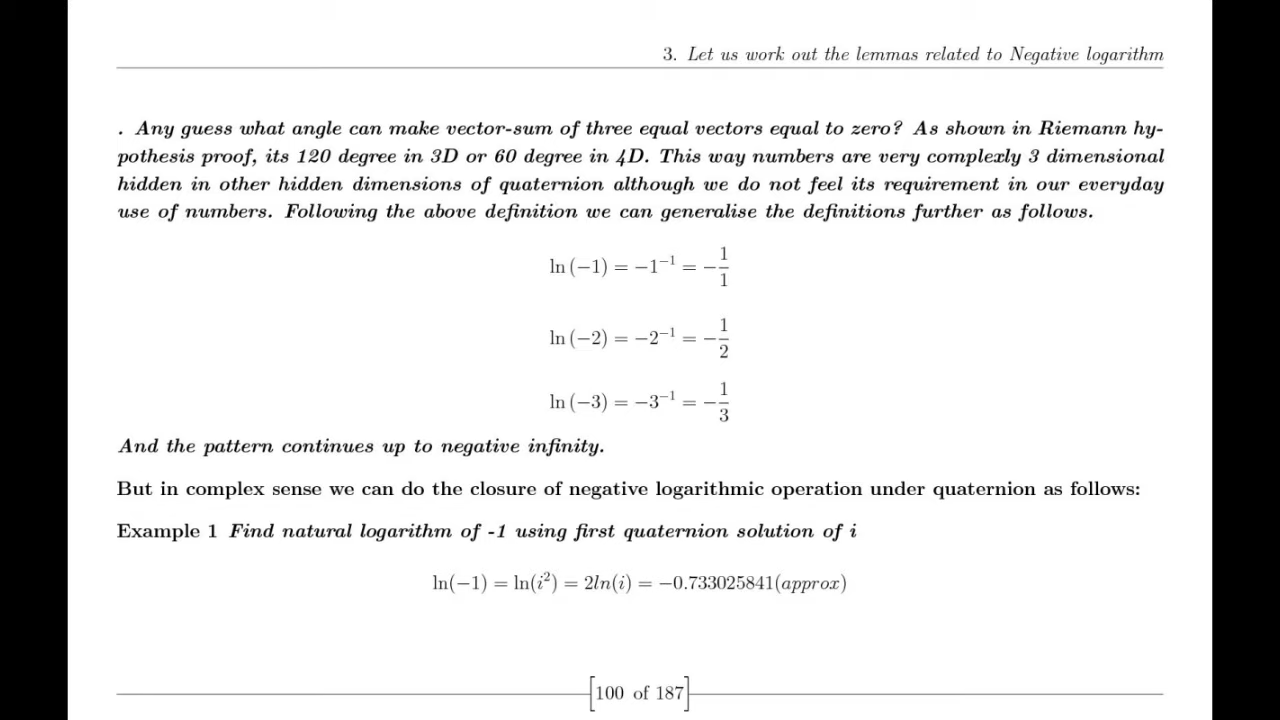 3. Let us work out the lemmas related to Negative logarithm
. Any guess what angle can make vector-sum of three equal vectors equal to zero? As shown in Riemann hy-
pothesis proof, its 120 degree in 3D or 60 degree in 4D. This way numbers are very complexly 3 dimensional
hidden in other hidden dimensions of quaternion although we do not feel its requirement in our everyday
use of numbers. Following the above definition we can generalise the definitions further as follows.
ln (−1) = −1⁻¹ = −1/1
ln (−2) = −2⁻¹ = −1/2
ln (−3) = −3⁻¹ = −1/3
And the pattern continues up to negative infinity.
But in complex sense we can do the closure of negative logarithmic operation under quaternion as follows:
Example 1 Find natural logarithm of -1 using first quaternion solution of i
ln(−1) = ln(i²) = 2ln(i) = −0.733025841(approx)
[100 of 187]